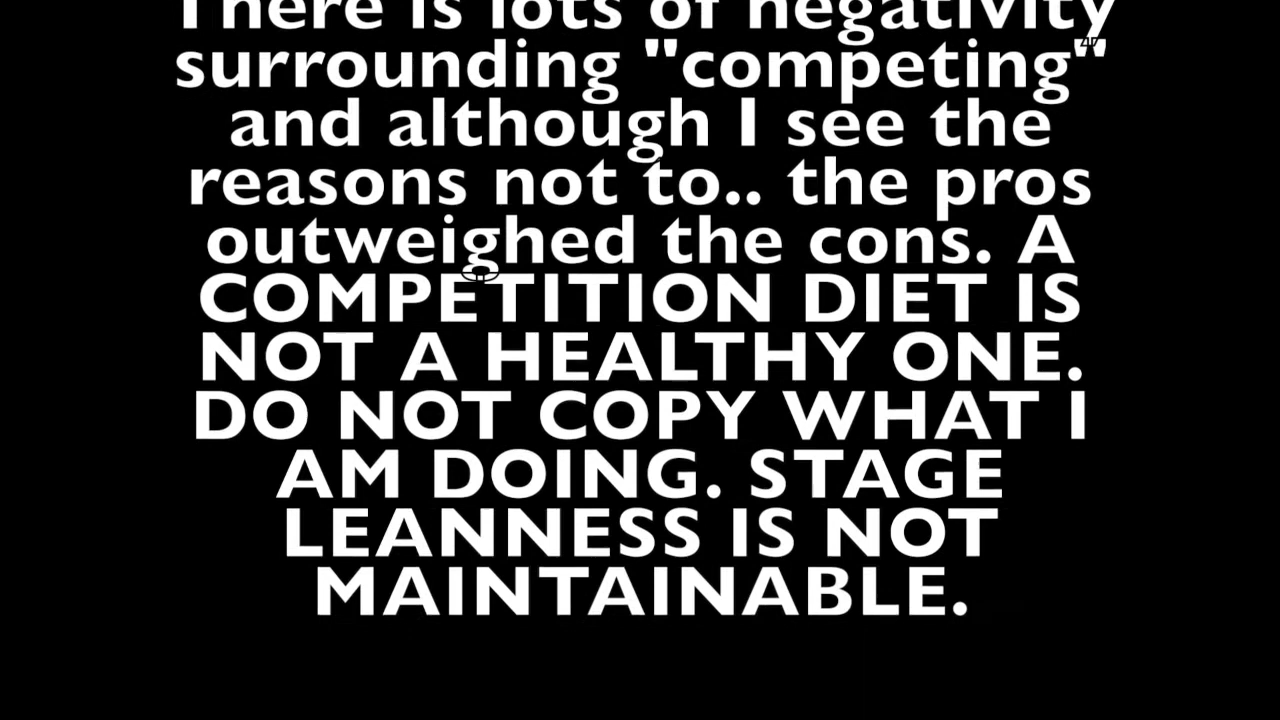 There is lots of negativity
surrounding "competing"
and although I see the
reasons not to.. the pros
outweighed the cons. A
COMPETITION DIET IS
NOT A HEALTHY ONE.
DO NOT COPY WHAT I
AM DOING. STAGE
LEANNESS IS NOT
MAINTAINABLE.